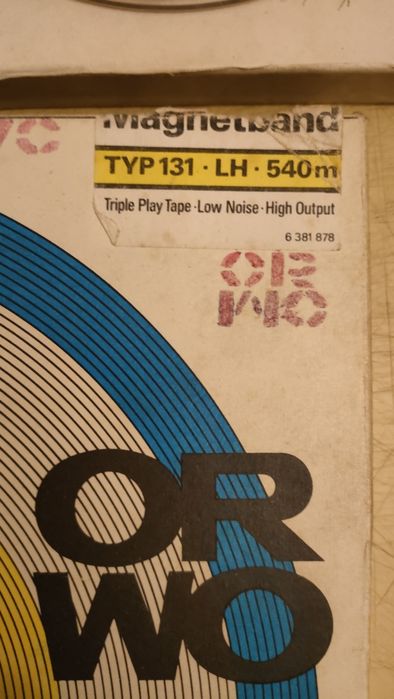 Magnetband
TYP 131 · LH · 540m
Triple Play Tape · Low Noise · High Output
6 381 878
OR
WO
OR
WO